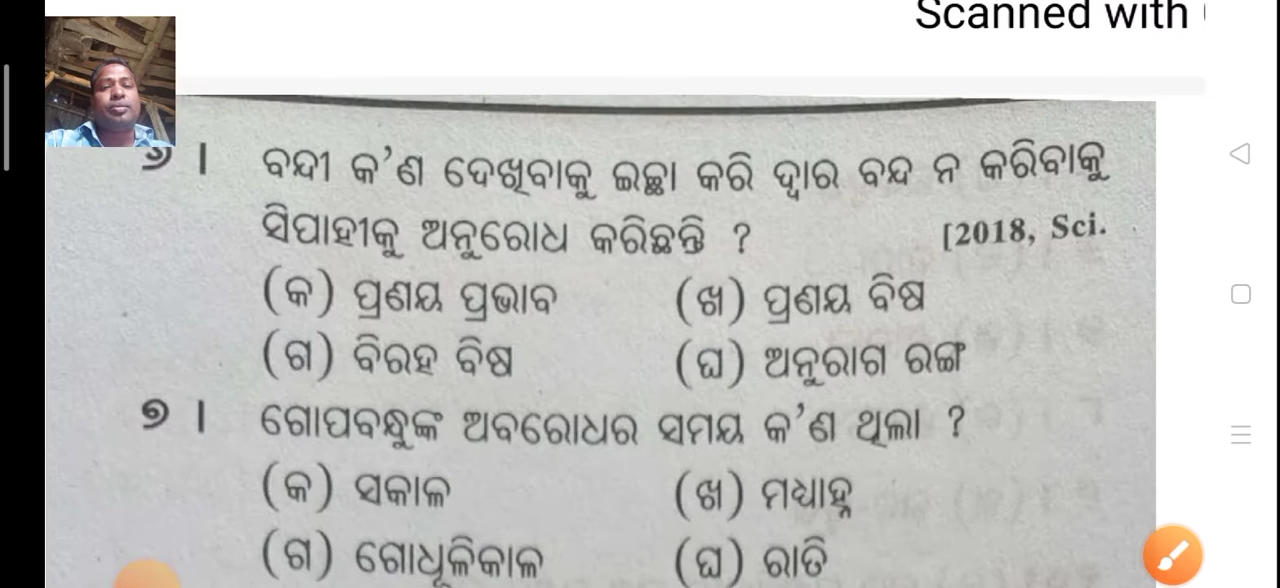 Scanned with
୬ । ବନ୍ଦୀ କ’ଣ ଦେଖିବାକୁ ଇଚ୍ଛା କରି ଦ୍ୱାର ବନ୍ଦ ନ କରିବାକୁ
ସିପାହୀକୁ ଅନୁରୋଧ କରିଛନ୍ତି ? [2018, Sci.
(କ) ପ୍ରଣୟ ପ୍ରଭାବ (ଖ) ପ୍ରଣୟ ବିଷ
(ଗ) ବିରହ ବିଷ (ଘ) ଅନୁରାଗ ରଙ୍ଗ
୭ । ଗୋପବନ୍ଧୁଙ୍କ ଅବରୋଧର ସମୟ କ’ଣ ଥିଲା ?
(କ) ସକାଳ (ଖ) ମଧ୍ୟାହ୍ନ
(ଗ) ଗୋଧୂଳିକାଳ (ଘ) ରାତି